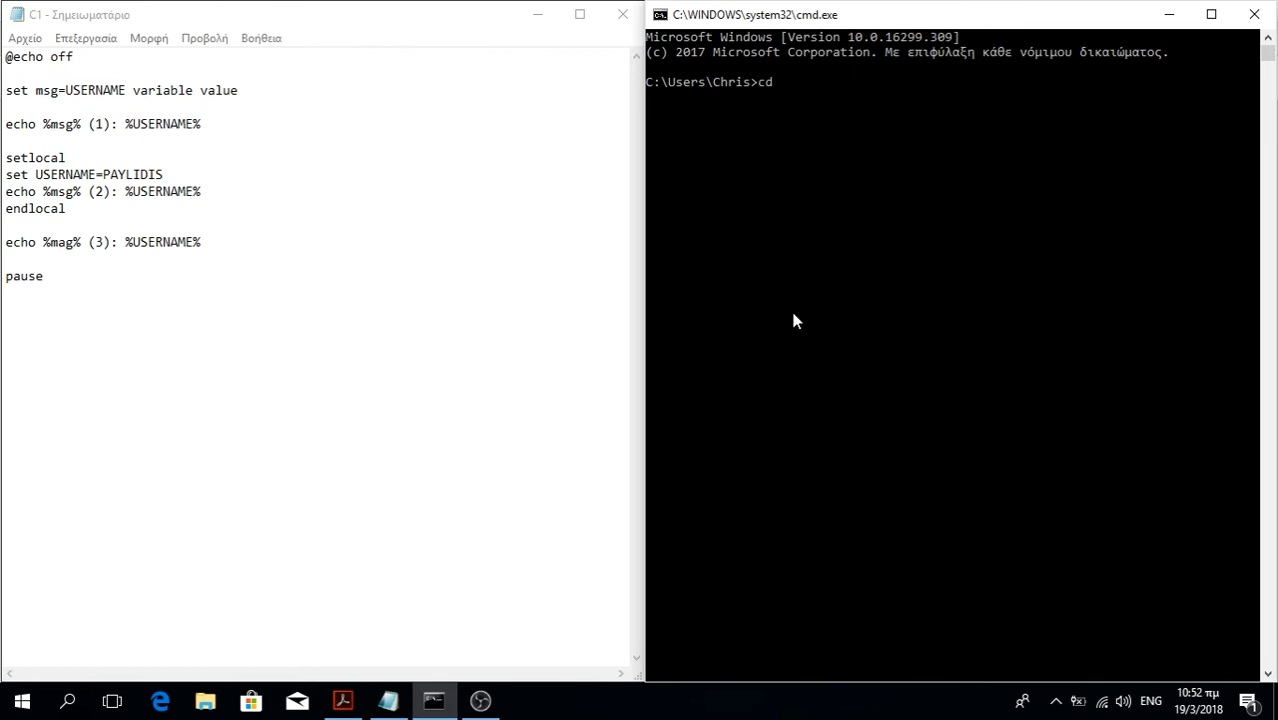 C1 - Σημειωματάριο
Αρχείο Επεξεργασία Μορφή Προβολή Βοήθεια
@echo off
set msg=USERNAME variable value
echo %msg% (1): %USERNAME%
setlocal
set USERNAME=PAYLIDIS
echo %msg% (2): %USERNAME%
endlocal
echo %mag% (3): %USERNAME%
pause
C:\WINDOWS\system32\cmd.exe
Microsoft Windows [Version 10.0.16299.309]
(c) 2017 Microsoft Corporation. Με επιφύλαξη κάθε νόμιμου δικαιώματος.
C:\Users\Chris>cd
ENG
10:52 πμ
19/3/2018
1